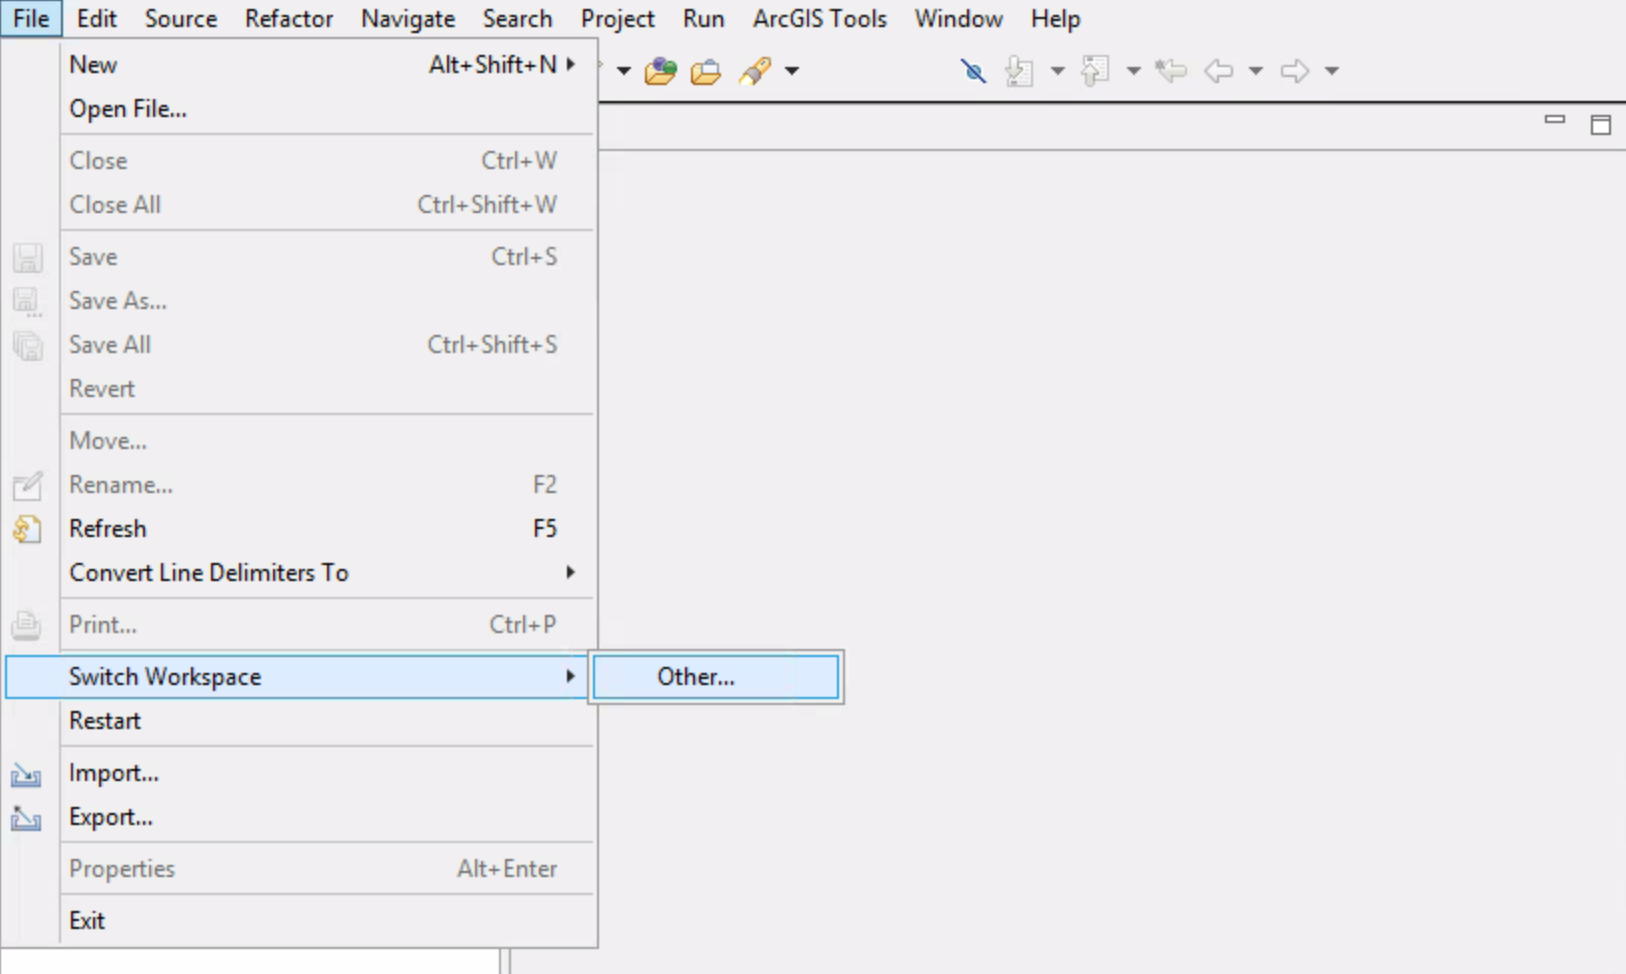 File Edit Source Refactor Navigate Search Project Run ArcGIS Tools Window Help
New Alt+Shift+N
Open File...
Close Ctrl+W
Close All Ctrl+Shift+W
Save Ctrl+S
Save As...
Save All Ctrl+Shift+S
Revert
Move...
Rename... F2
Refresh F5
Convert Line Delimiters To
Print... Ctrl+P
Switch Workspace Other...
Restart
Import...
Export...
Properties Alt+Enter
Exit